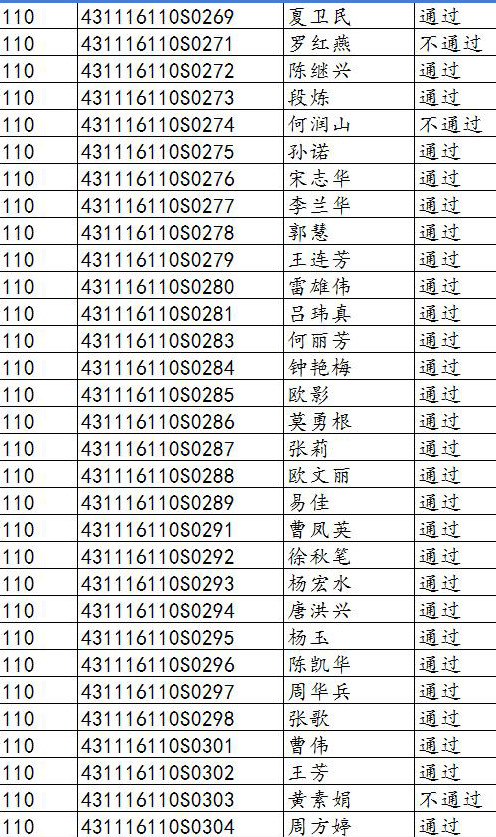 110 431116110S0269 夏卫民 通过
110 431116110S0271 罗红燕 不通过
110 431116110S0272 陈继兴 通过
110 431116110S0273 段炼 通过
110 431116110S0274 何润山 不通过
110 431116110S0275 孙诺 通过
110 431116110S0276 宋志华 通过
110 431116110S0277 李兰华 通过
110 431116110S0278 郭慧 通过
110 431116110S0279 王连芳 通过
110 431116110S0280 雷雄伟 通过
110 431116110S0281 吕玮真 通过
110 431116110S0283 何丽芳 通过
110 431116110S0284 钟艳梅 通过
110 431116110S0285 欧影 通过
110 431116110S0286 莫勇根 通过
110 431116110S0287 张莉 通过
110 431116110S0288 欧文丽 通过
110 431116110S0289 易佳 通过
110 431116110S0291 曹凤英 通过
110 431116110S0292 徐秋笔 通过
110 431116110S0293 杨宏水 通过
110 431116110S0294 唐洪兴 通过
110 431116110S0295 杨玉 通过
110 431116110S0296 陈凯华 通过
110 431116110S0297 周华兵 通过
110 431116110S0298 张歌 通过
110 431116110S0301 曹伟 通过
110 431116110S0302 王芳 通过
110 431116110S0303 黄素娟 不通过
110 431116110S0304 周方婷 通过